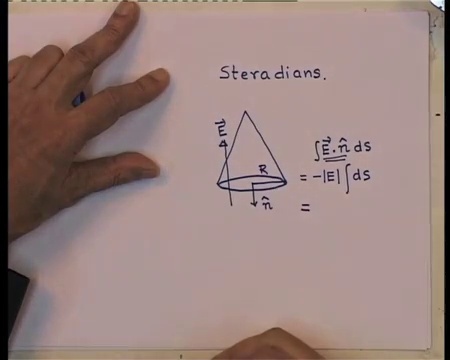 Steradians.
E⃗
R
n̂
∫E⃗.n̂ ds
= -|E| ∫ds
=